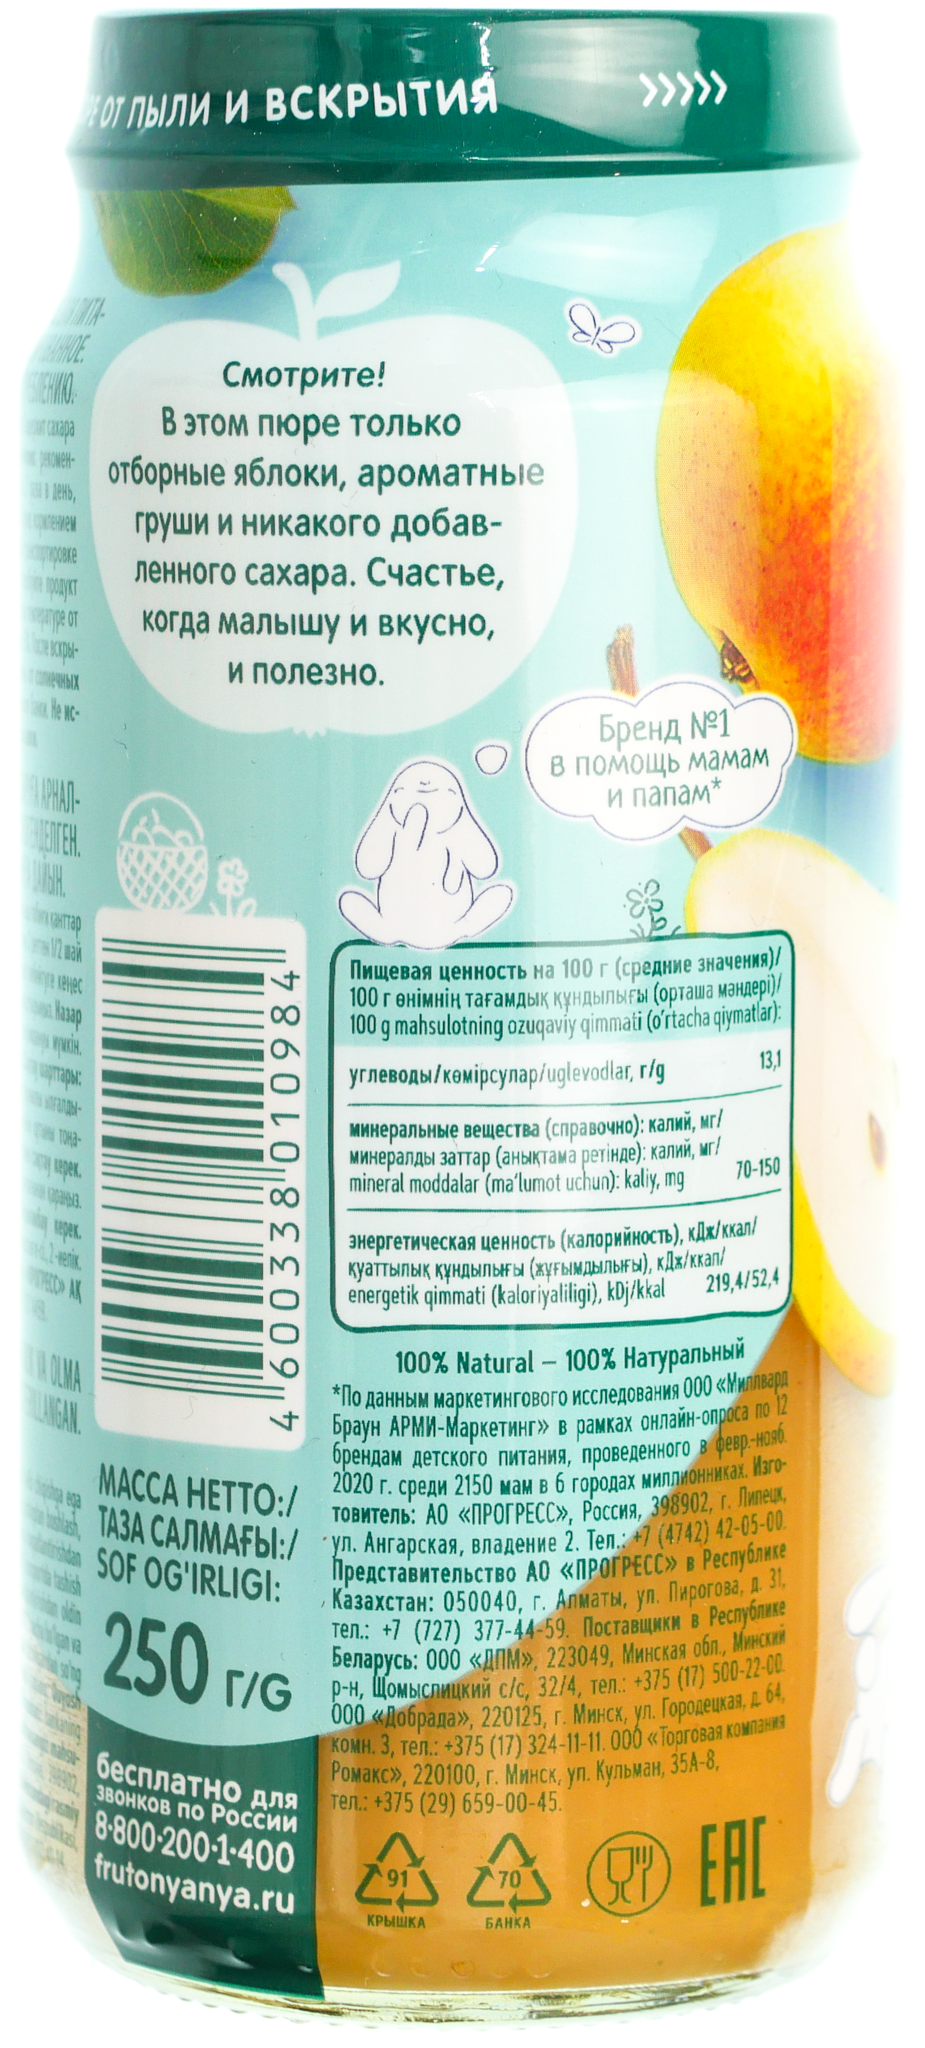 ОТ ПЫЛИ И ВСКРЫТИЯ
Смотрите!
В этом пюре только
отборные яблоки, ароматные
груши и никакого добав-
ленного сахара. Счастье,
когда малышу и вкусно,
и полезно.
Бренд №1
в помощь мамам
и папам*
4 600338 010984
Пищевая ценность на 100 г (средние значения)/
100 г өнімнің тағамдық құндылығы (орташа мәндері)/
100 g mahsulotning ozuqaviy qimmati (o'rtacha qiymatlar):
углеводы/көмірсулар/uglevodlar, г/g 13,1
минеральные вещества (справочно): калий, мг/
минералды заттар (анықтама ретінде): калий, мг/
mineral moddalar (ma'lumot uchun): kaliy, mg 70-150
энергетическая ценность (калорийность), кДж/ккал/
қуаттылық құндылығы (жұғымдылығы), кДж/ккал/
energetik qimmati (kaloriyaliligi), kDj/kkal 219,4/52,4
100% Natural – 100% Натуральный
*По данным маркетингового исследования ООО «Миллвард
Браун АРМИ-Маркетинг» в рамках онлайн-опроса по 12
брендам детского питания, проведенного в февр.-нояб.
2020 г. среди 2150 мам в 6 городах миллионниках. Изго-
товитель: АО «ПРОГРЕСС», Россия, 398902, г. Липецк,
ул. Ангарская, владение 2. Тел.: +7 (4742) 42-05-00.
Представительство АО «ПРОГРЕСС» в Республике
Казахстан: 050040, г. Алматы, ул. Пирогова, д. 31,
тел.: +7 (727) 377-44-59. Поставщики в Республике
Беларусь: ООО «ДПМ», 223049, Минская обл., Минский
р-н, Щомыслицкий с/с, 32/4, тел.: +375 (17) 500-22-00.
ООО «Добрада», 220125, г. Минск, ул. Городецкая, д. 64,
комн. 3, тел.: +375 (17) 324-11-11. ООО «Торговая компания
Ромакс», 220100, г. Минск, ул. Кульман, 35А-8,
тел.: +375 (29) 659-00-45.
МАССА НЕТТО:/
ТАЗА САЛМАҒЫ:/
SOF OG'IRLIGI:
250 г/G
бесплатно для
звонков по России
8·800·200·1·400
frutonyanya.ru
91
КРЫШКА
70
БАНКА
EAC